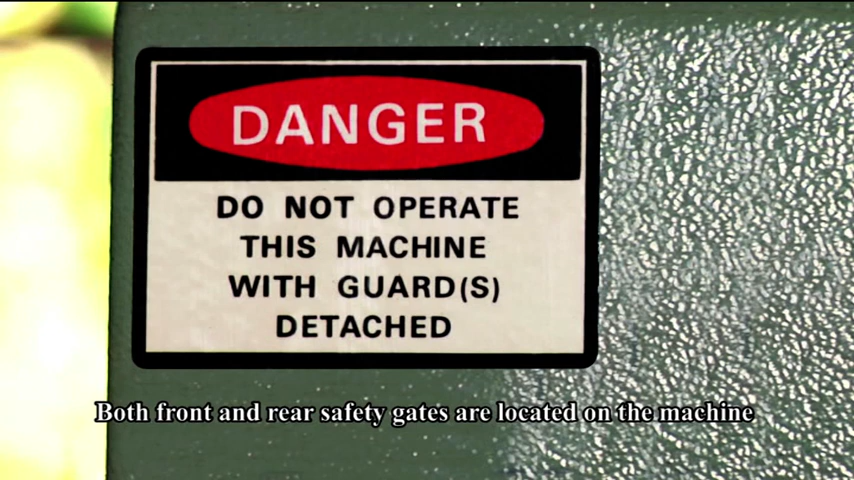 DANGER
DO NOT OPERATE
THIS MACHINE
WITH GUARD(S)
DETACHED
Both front and rear safety gates are located on the machine